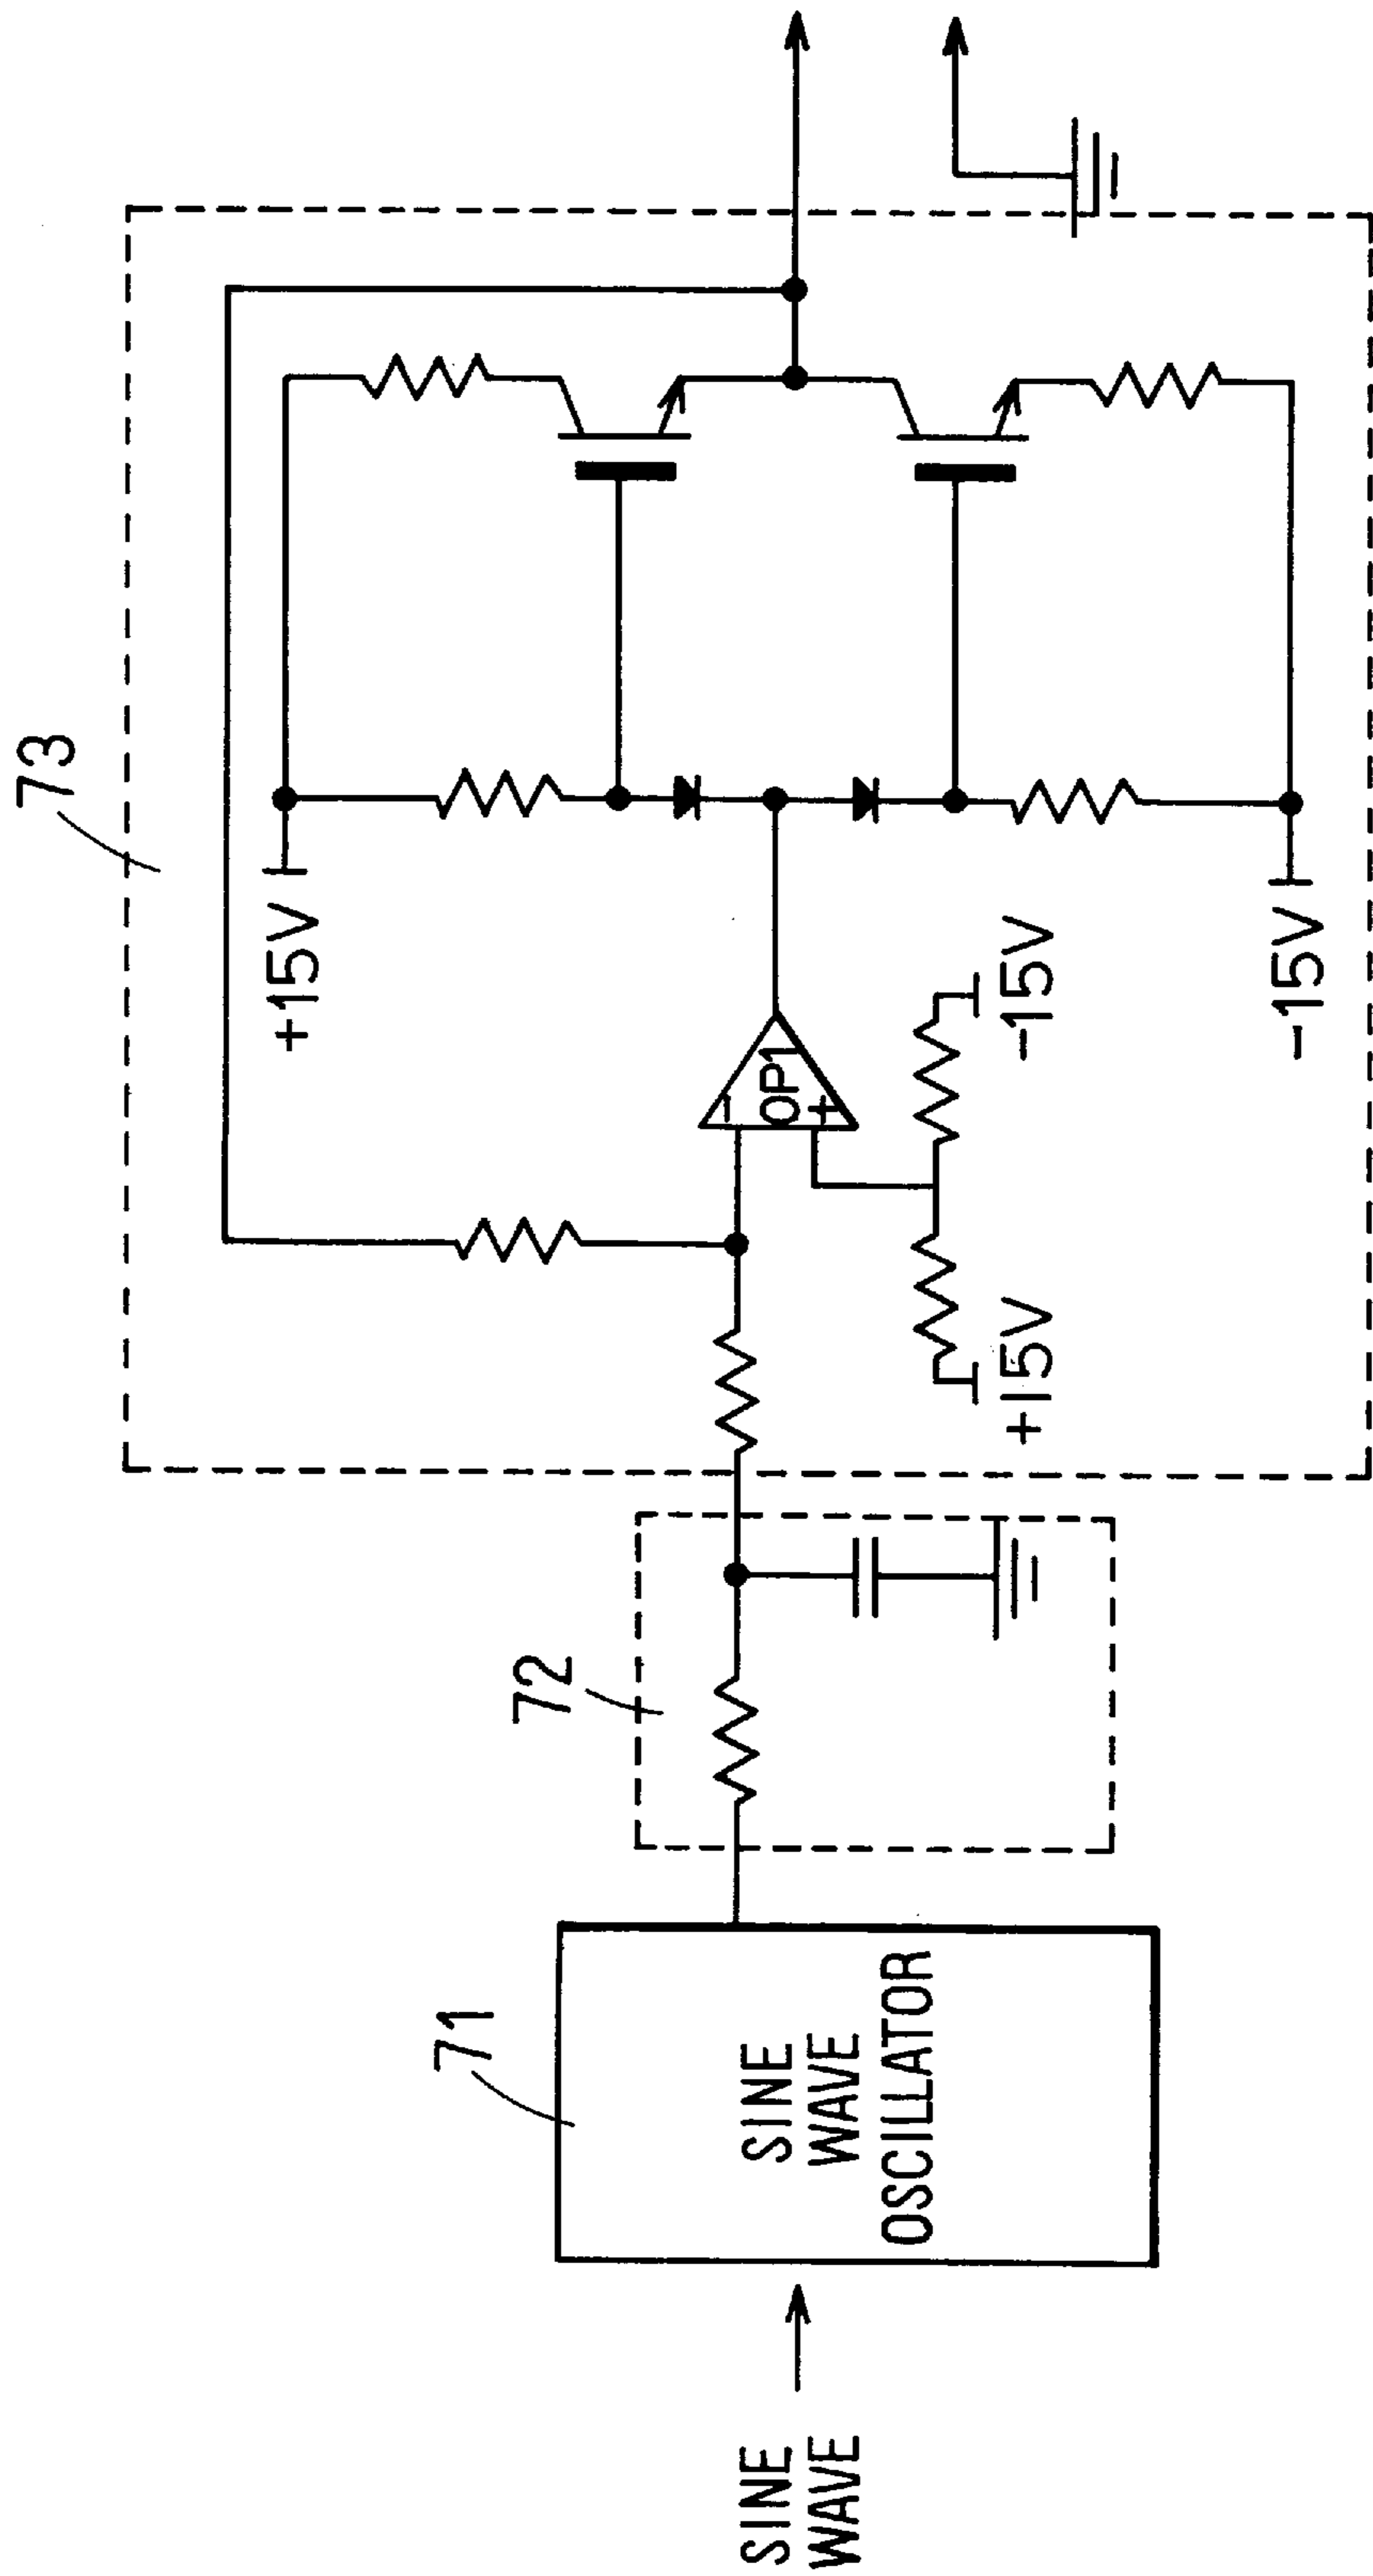 SINE
WAVE
71
SINE
WAVE
OSCILLATOR
72
73
+15V
-15V
-
OP1
+
+15V
-15V